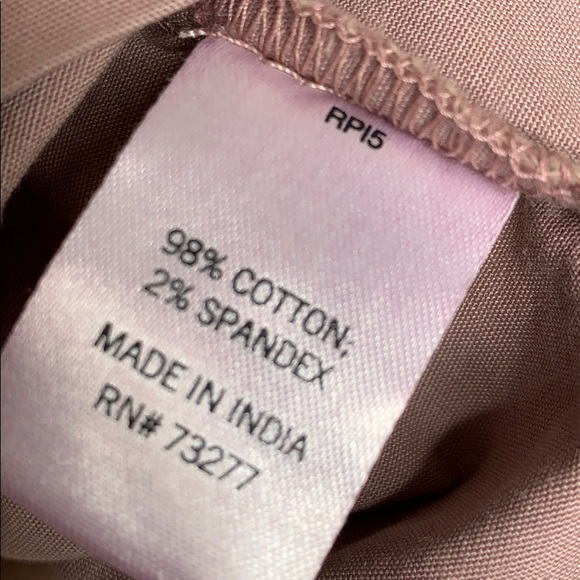 RPI5
98% COTTON;
2% SPANDEX
MADE IN INDIA
RN# 73277